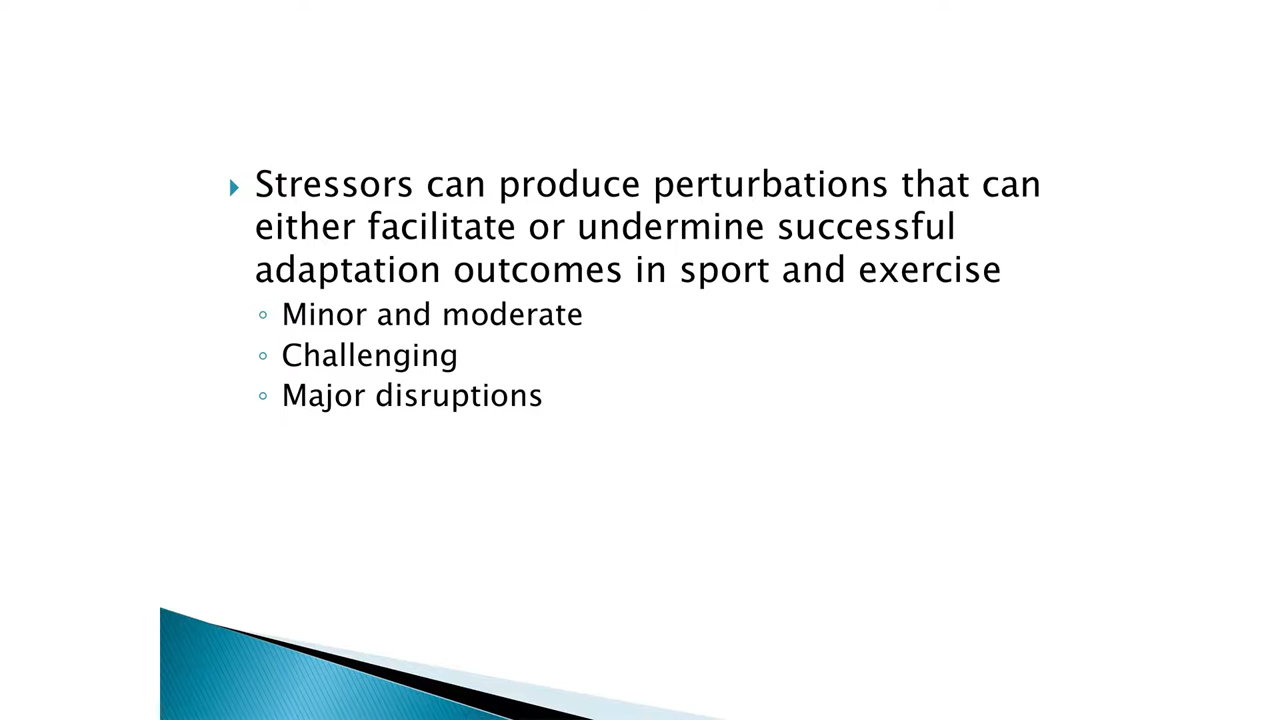 Stressors can produce perturbations that can
either facilitate or undermine successful
adaptation outcomes in sport and exercise
Minor and moderate
Challenging
Major disruptions